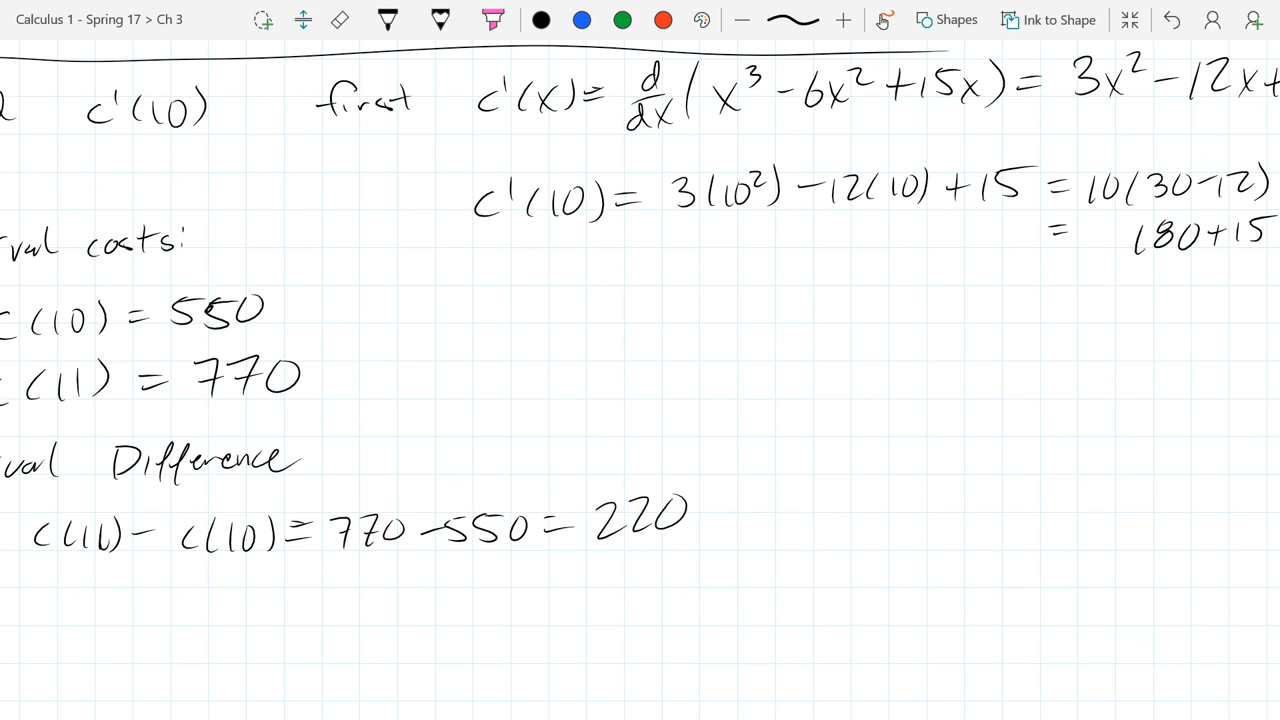 Calculus 1 - Spring 17 > Ch 3 Shapes Ink to Shape
c'(10) first c'(x) = d/dx (x³ - 6x² + 15x) = 3x² - 12x +
c'(10) = 3(10²) - 12(10) + 15 = 10(30-12)
= 180+15
costs:
c(10) = 550
c(11) = 770
Difference
c(11) - c(10) = 770 - 550 = 220